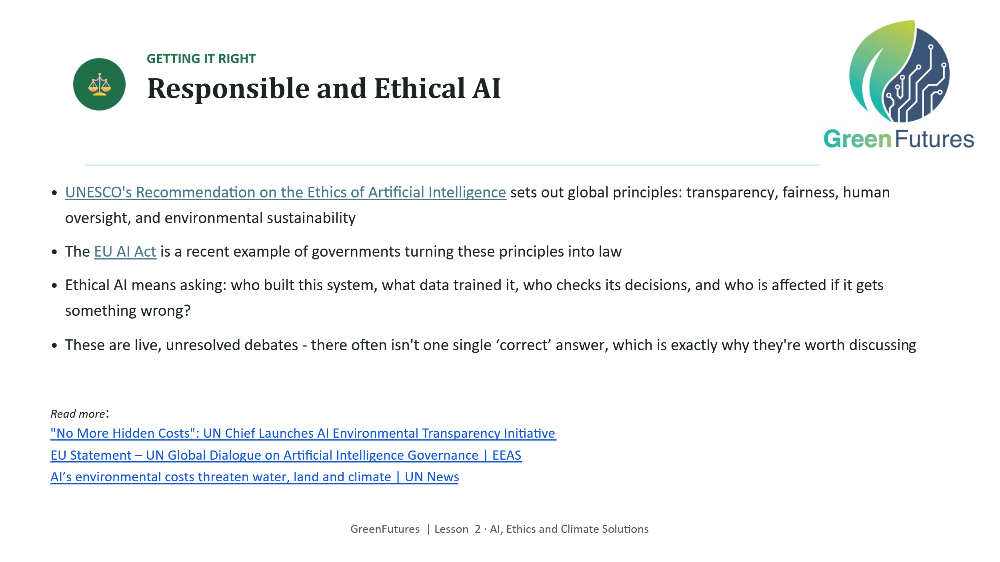 GETTING IT RIGHT
Responsible and Ethical AI
Green Futures
• UNESCO's Recommendation on the Ethics of Artificial Intelligence sets out global principles: transparency, fairness, human
oversight, and environmental sustainability
• The EU AI Act is a recent example of governments turning these principles into law
• Ethical AI means asking: who built this system, what data trained it, who checks its decisions, and who is affected if it gets
something wrong?
• These are live, unresolved debates - there often isn't one single ‘correct’ answer, which is exactly why they're worth discussing
Read more:
"No More Hidden Costs": UN Chief Launches AI Environmental Transparency Initiative
EU Statement – UN Global Dialogue on Artificial Intelligence Governance | EEAS
AI’s environmental costs threaten water, land and climate | UN News
GreenFutures | Lesson 2 · AI, Ethics and Climate Solutions